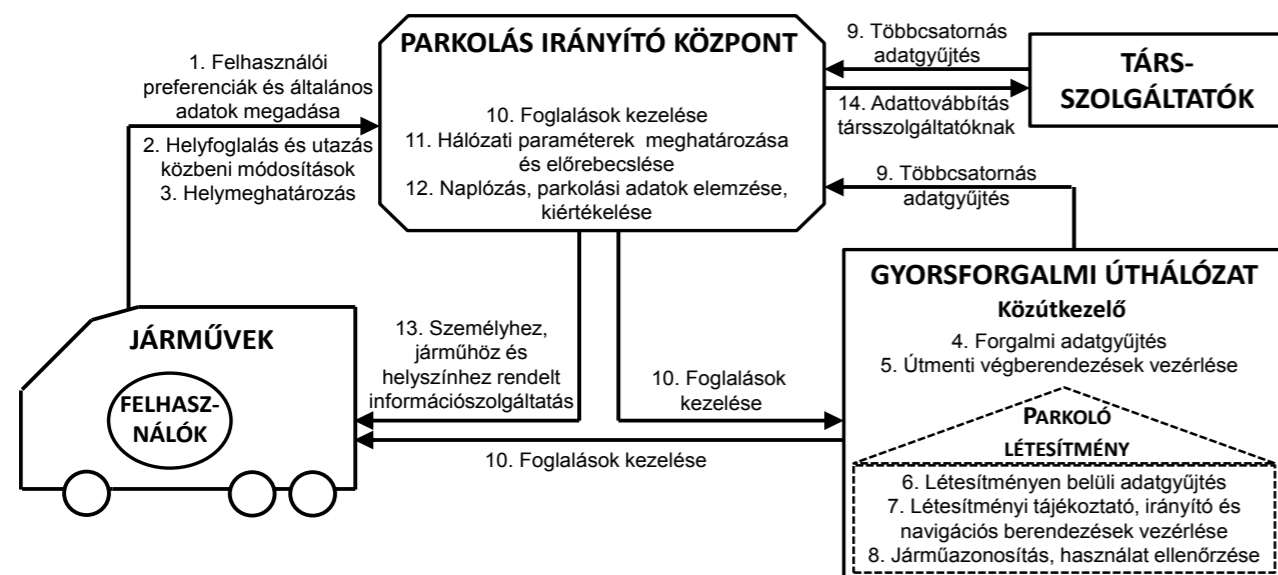 PARKOLÁS IRÁNYÍTÓ KÖZPONT
10. Foglalások kezelése
11. Hálózati paraméterek meghatározása
és előrebecslése
12. Naplózás, parkolási adatok elemzése,
kiértékelése
1. Felhasználói
preferenciák és általános
adatok megadása
2. Helyfoglalás és utazás
közbeni módosítások
3. Helymeghatározás
9. Többcsatornás
adatgyűjtés
14. Adattovábbítás
társszolgáltatóknak
TÁRS-
SZOLGÁLTATÓK
9. Többcsatornás
adatgyűjtés
JÁRMŰVEK
FELHASZ-
NÁLÓK
13. Személyhez,
járműhöz és
helyszínhez rendelt
információszolgáltatás
10. Foglalások
kezelése
10. Foglalások kezelése
GYORSFORGALMI ÚTHÁLÓZAT
Közútkezelő
4. Forgalmi adatgyűjtés
5. Útmenti végberendezések vezérlése
PARKOLÓ
LÉTESÍTMÉNY
6. Létesítményen belüli adatgyűjtés
7. Létesítményi tájékoztató, irányító és
navigációs berendezések vezérlése
8. Járműazonosítás, használat ellenőrzése